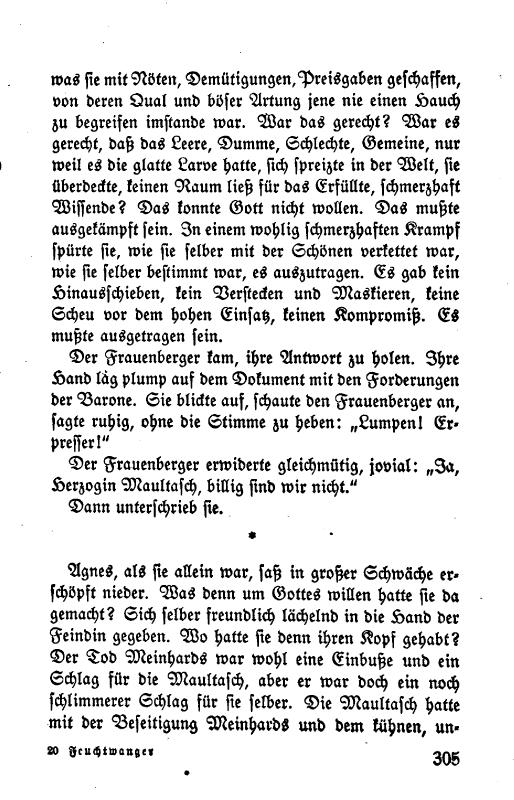 was sie mit Nöten, Demütigungen, Preisgaben geschaffen,
von deren Qual und böser Artung jene nie einen Hauch
zu begreifen imstande war. War das gerecht? War es
gerecht, daß das Leere, Dumme, Schlechte, Gemeine, nur
weil es die glatte Larve hatte, sich spreizte in der Welt, sie
überdeckte, keinen Raum ließ für das Erfüllte, schmerzhaft
Wissende? Das konnte Gott nicht wollen. Das mußte
ausgekämpft sein. In einem wohlig schmerzhaften Krampf
spürte sie, wie sie selber mit der Schönen verkettet war,
wie sie selber bestimmt war, es auszutragen. Es gab kein
Hinausschieben, kein Verstecken und Maskieren, keine
Scheu vor dem hohen Einsatz, keinen Kompromiß. Es
mußte ausgetragen sein.
Der Frauenberger kam, ihre Antwort zu holen. Ihre
Hand lag plump auf dem Dokument mit den Forderungen
der Barone. Sie blickte auf, schaute den Frauenberger an,
sagte ruhig, ohne die Stimme zu heben: „Lumpen! Er-
presser!"
Der Frauenberger erwiderte gleichmütig, jovial: „Ja,
Herzogin Maultasch, billig sind wir nicht."
Dann unterschrieb sie.
*
Agnes, als sie allein war, saß in großer Schwäche er-
schöpft nieder. Was denn um Gottes willen hatte sie da
gemacht? Sich selber freundlich lächelnd in die Hand der
Feindin gegeben. Wo hatte sie denn ihren Kopf gehabt?
Der Tod Meinhards war wohl eine Einbuße und ein
Schlag für die Maultasch, aber er war doch ein noch
schlimmerer Schlag für sie selber. Die Maultasch hatte
mit der Beseitigung Meinhards und dem kühnen, un-
20 Feuchtwanger
305